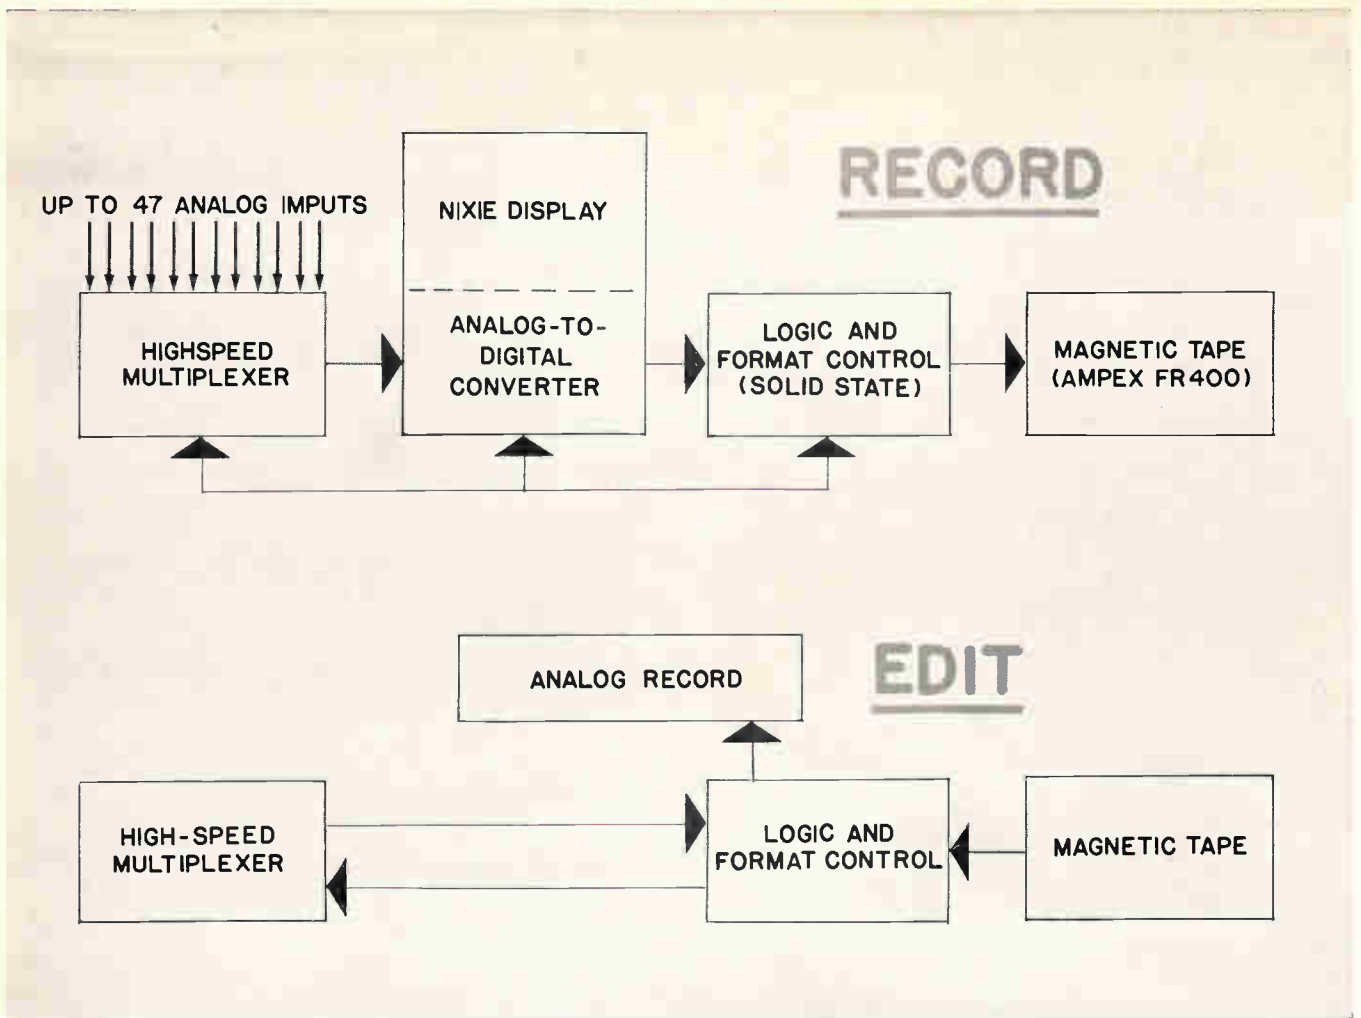 RECORD
UP TO 47 ANALOG IMPUTS
NIXIE DISPLAY
HIGHSPEED
MULTIPLEXER
ANALOG-TO-
DIGITAL
CONVERTER
LOGIC AND
FORMAT CONTROL
(SOLID STATE)
MAGNETIC TAPE
(AMPEX FR400)
EDIT
ANALOG RECORD
HIGH-SPEED
MULTIPLEXER
LOGIC AND
FORMAT CONTROL
MAGNETIC TAPE